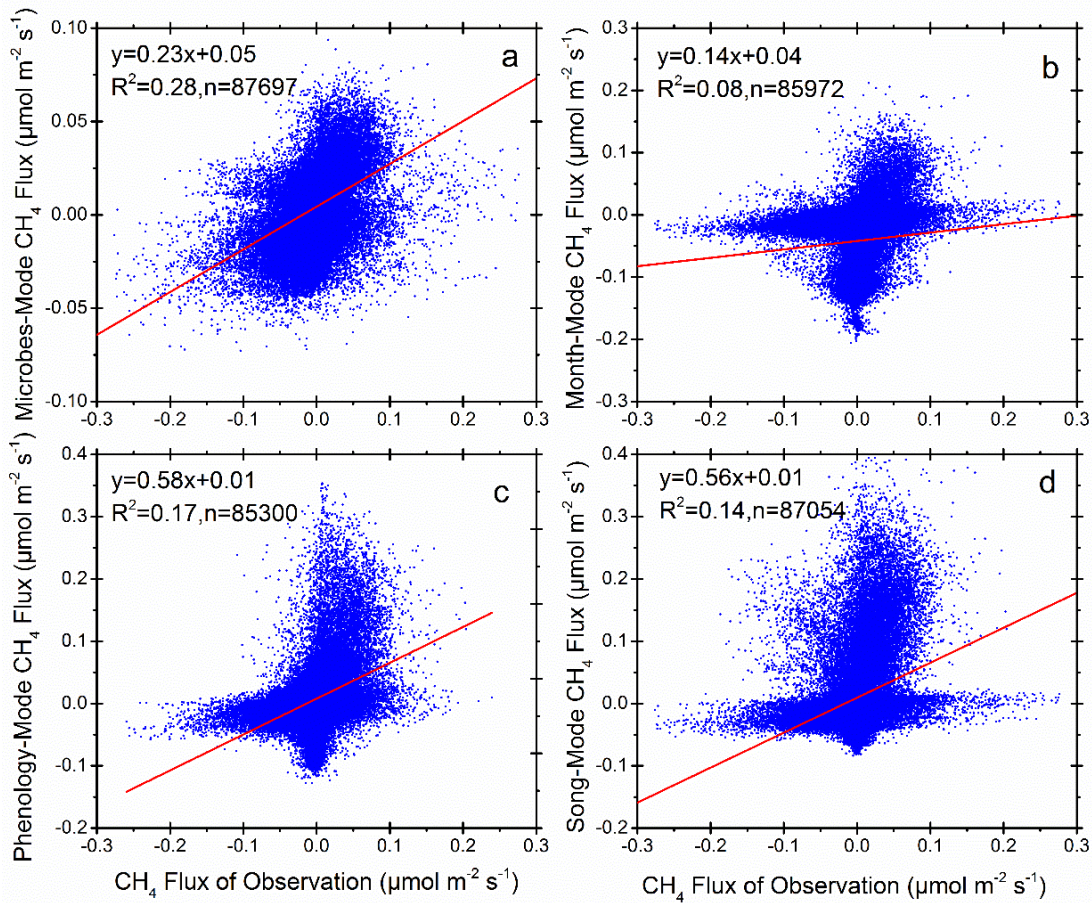 y=0.23x+0.05
R²=0.28,n=87697
a
Microbes-Mode CH₄ Flux (μmol m⁻² s⁻¹)
0.10
0.05
0.00
-0.05
-0.10
-0.3 -0.2 -0.1 0.0 0.1 0.2 0.3
y=0.14x+0.04
R²=0.08,n=85972
b
Month-Mode CH₄ Flux (μmol m⁻² s⁻¹)
0.3
0.2
0.1
0.0
-0.1
-0.2
-0.3
-0.3 -0.2 -0.1 0.0 0.1 0.2 0.3
y=0.58x+0.01
R²=0.17,n=85300
c
Phenology-Mode CH₄ Flux (μmol m⁻² s⁻¹)
0.4
0.3
0.2
0.1
0.0
-0.1
-0.2
-0.3 -0.2 -0.1 0.0 0.1 0.2 0.3
CH₄ Flux of Observation (μmol m⁻² s⁻¹)
y=0.56x+0.01
R²=0.14,n=87054
d
Song-Mode CH₄ Flux (μmol m⁻² s⁻¹)
0.4
0.3
0.2
0.1
0.0
-0.1
-0.2
-0.3 -0.2 -0.1 0.0 0.1 0.2 0.3
CH₄ Flux of Observation (μmol m⁻² s⁻¹)